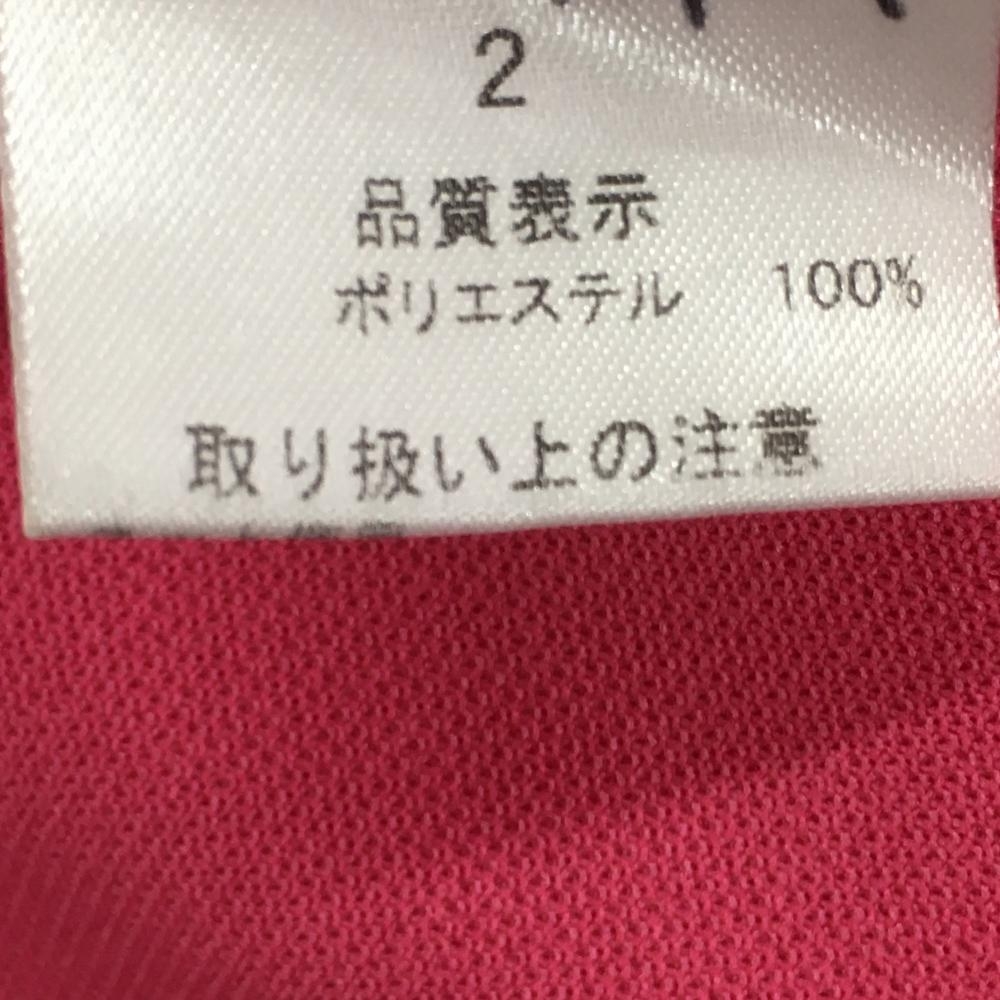 2
品質表示
ポリエステル 100%
取り扱い上の注意